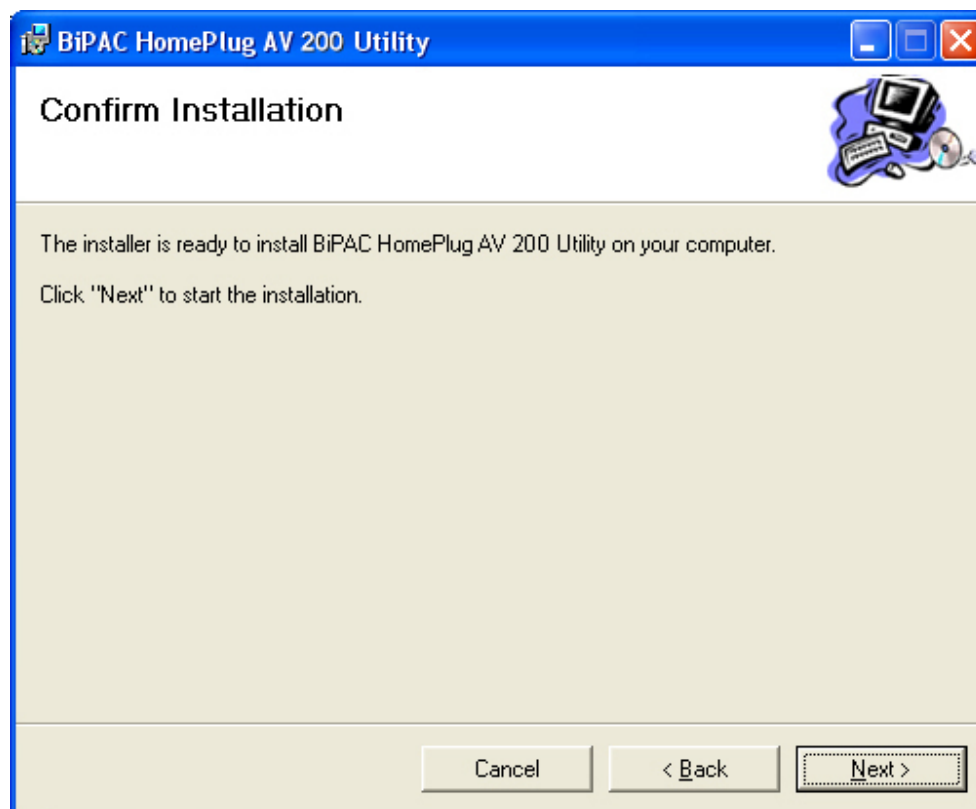 BiPAC HomePlug AV 200 Utility
Confirm Installation
The installer is ready to install BiPAC HomePlug AV 200 Utility on your computer.
Click "Next" to start the installation.
Cancel
< Back
Next >